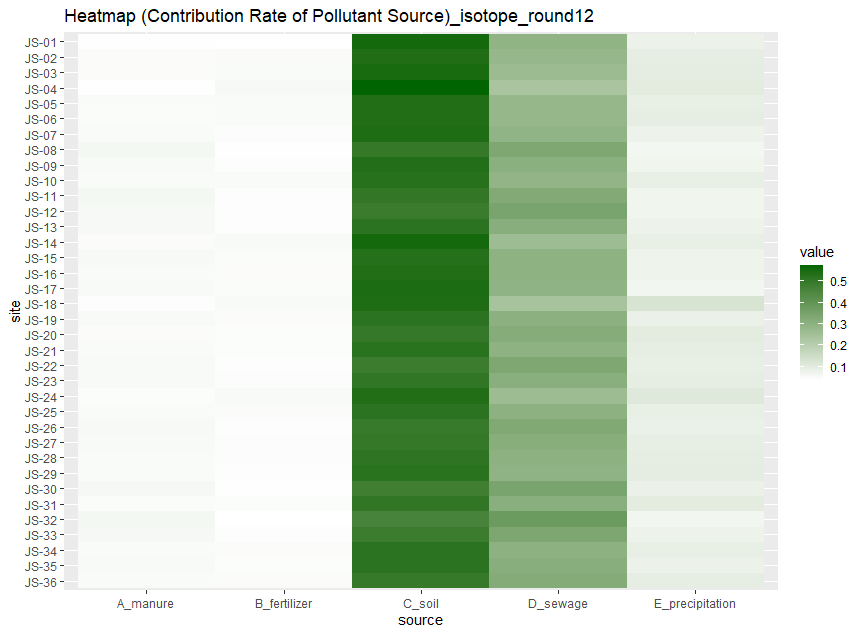 Heatmap (Contribution Rate of Pollutant Source)_isotope_round12
site
JS-01
JS-02
JS-03
JS-04
JS-05
JS-06
JS-07
JS-08
JS-09
JS-10
JS-11
JS-12
JS-13
JS-14
JS-15
JS-16
JS-17
JS-18
JS-19
JS-20
JS-21
JS-22
JS-23
JS-24
JS-25
JS-26
JS-27
JS-28
JS-29
JS-30
JS-31
JS-32
JS-33
JS-34
JS-35
JS-36
A_manure B_fertilizer C_soil D_sewage E_precipitation
source
value
0.5
0.4
0.3
0.2
0.1